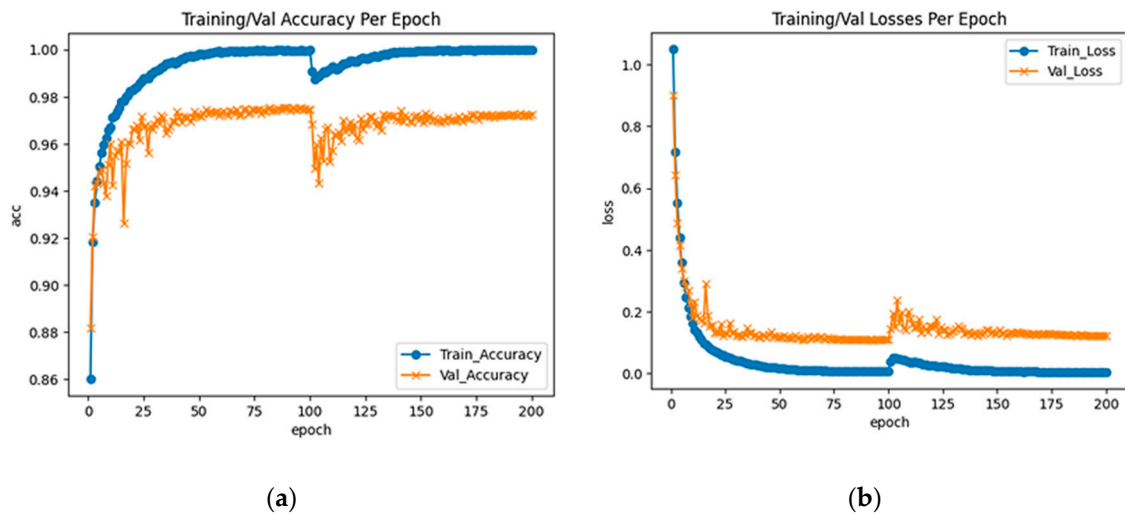 Training/Val Accuracy Per Epoch
1.00
0.98
0.96
0.94
0.92
0.90
0.88
0.86
acc
Train_Accuracy
Val_Accuracy
0 25 50 75 100 125 150 175 200
epoch
(a)
Training/Val Losses Per Epoch
1.0
0.8
0.6
0.4
0.2
0.0
loss
Train_Loss
Val_Loss
0 25 50 75 100 125 150 175 200
epoch
(b)